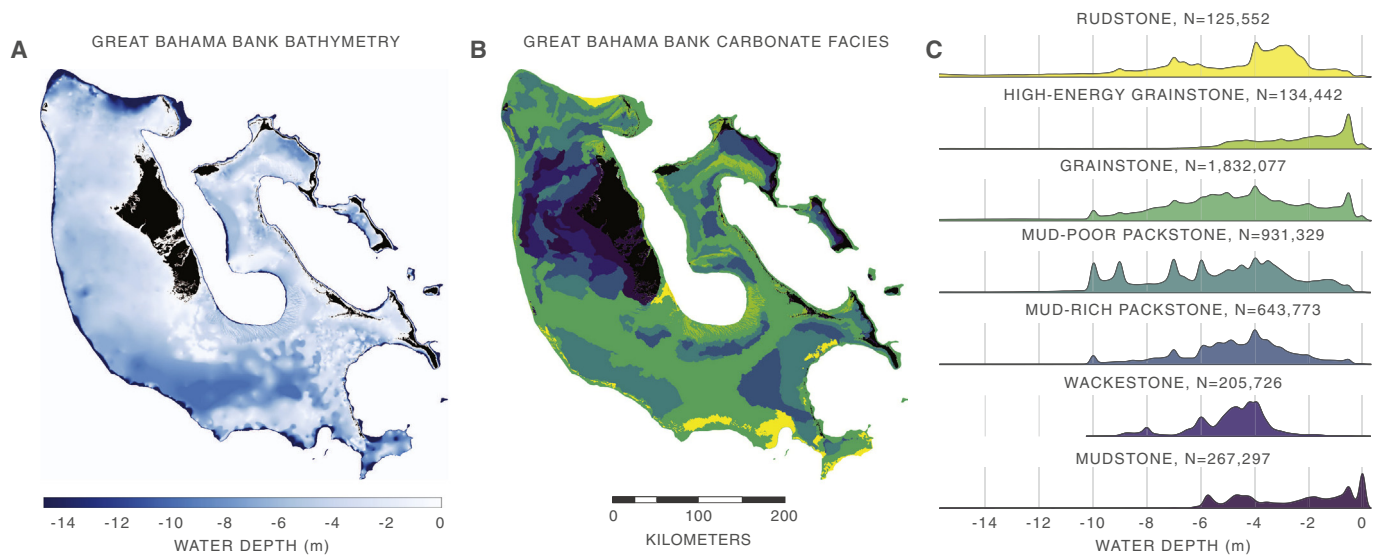 A
GREAT BAHAMA BANK BATHYMETRY
-14 -12 -10 -8 -6 -4 -2 0
WATER DEPTH (m)
B
GREAT BAHAMA BANK CARBONATE FACIES
0 100 200
KILOMETERS
C
RUDSTONE, N=125,552
HIGH-ENERGY GRAINSTONE, N=134,442
GRAINSTONE, N=1,832,077
MUD-POOR PACKSTONE, N=931,329
MUD-RICH PACKSTONE, N=643,773
WACKESTONE, N=205,726
MUDSTONE, N=267,297
-14 -12 -10 -8 -6 -4 -2 0
WATER DEPTH (m)